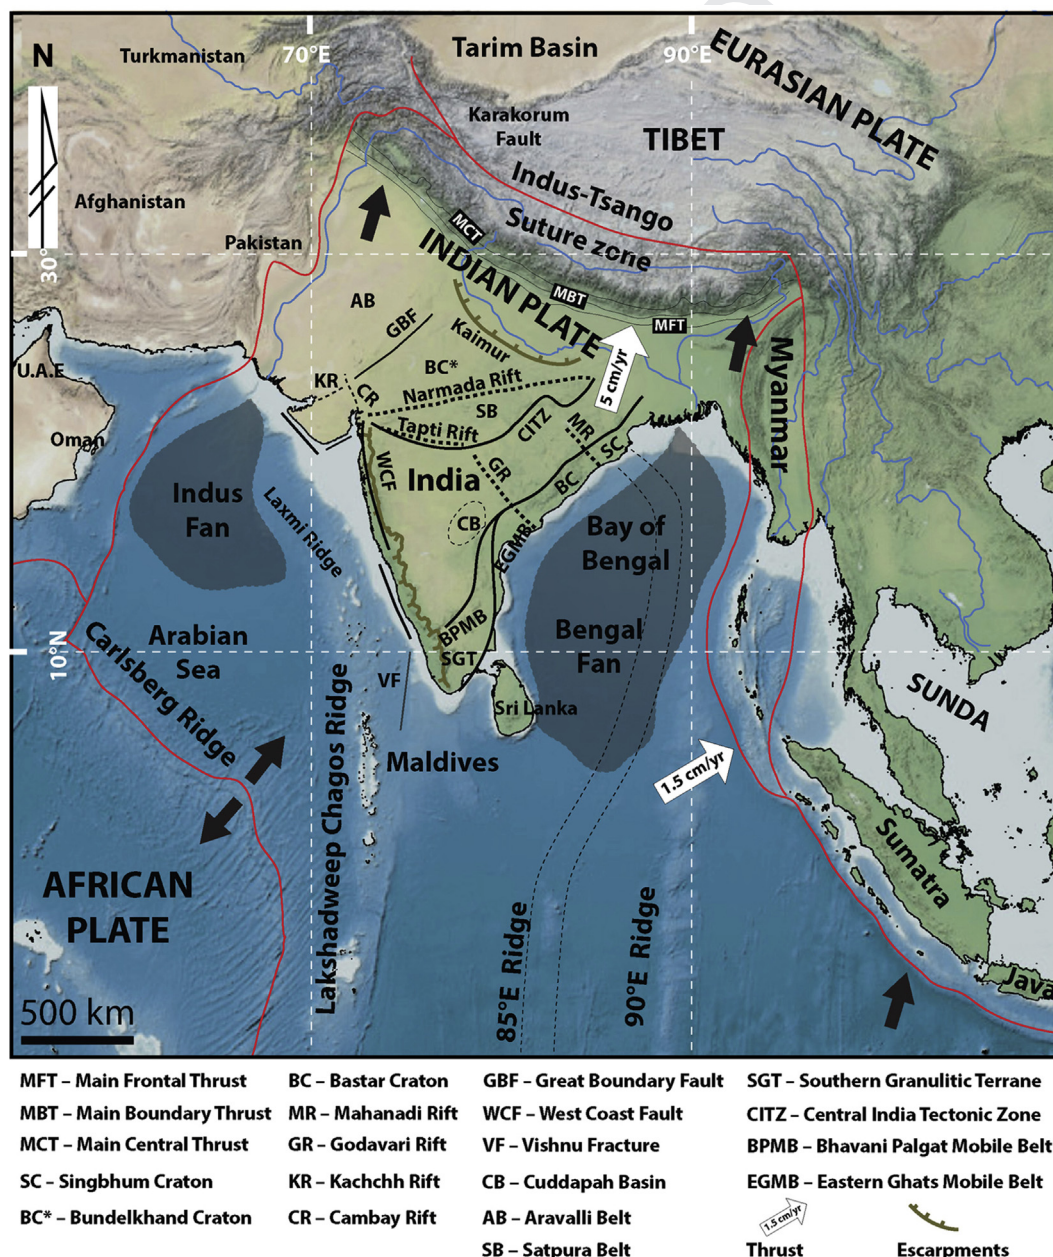 Turkmanistan
70°E
Tarim Basin
90°E
EURASIAN PLATE
N
Karakorum
Fault
TIBET
Afghanistan
Indus-Tsango
Suture zone
Pakistan
30°
MCT
INDIAN PLATE
AB
MBT
GBF
MFT
Kaimur
U.A.E
KR
CR
BC*
Narmada Rift
5 cm/yr
Myanmar
SB
CITZ
Oman
Tapti Rift
MR
SC
WCF
India
GR
BC
Indus
Fan
Laxmi Ridge
CB
EGMB
Bay of
Bengal
Arabian
Sea
10°N
Carlsberg Ridge
BPMB
SGT
Bengal
Fan
VF
Sri Lanka
SUNDA
Maldives
1.5 cm/yr
Lakshadweep Chagos Ridge
Sumatra
AFRICAN
PLATE
85°E Ridge
90°E Ridge
Java
500 km
MFT – Main Frontal Thrust
MBT – Main Boundary Thrust
MCT – Main Central Thrust
SC – Singbhum Craton
BC* – Bundelkhand Craton
BC – Bastar Craton
MR – Mahanadi Rift
GR – Godavari Rift
KR – Kachchh Rift
CR – Cambay Rift
GBF – Great Boundary Fault
WCF – West Coast Fault
VF – Vishnu Fracture
CB – Cuddapah Basin
AB – Aravalli Belt
SB – Satpura Belt
SGT – Southern Granulitic Terrane
CITZ – Central India Tectonic Zone
BPMB – Bhavani Palgat Mobile Belt
EGMB – Eastern Ghats Mobile Belt
1.5 cm/yr
Thrust
Escarpments